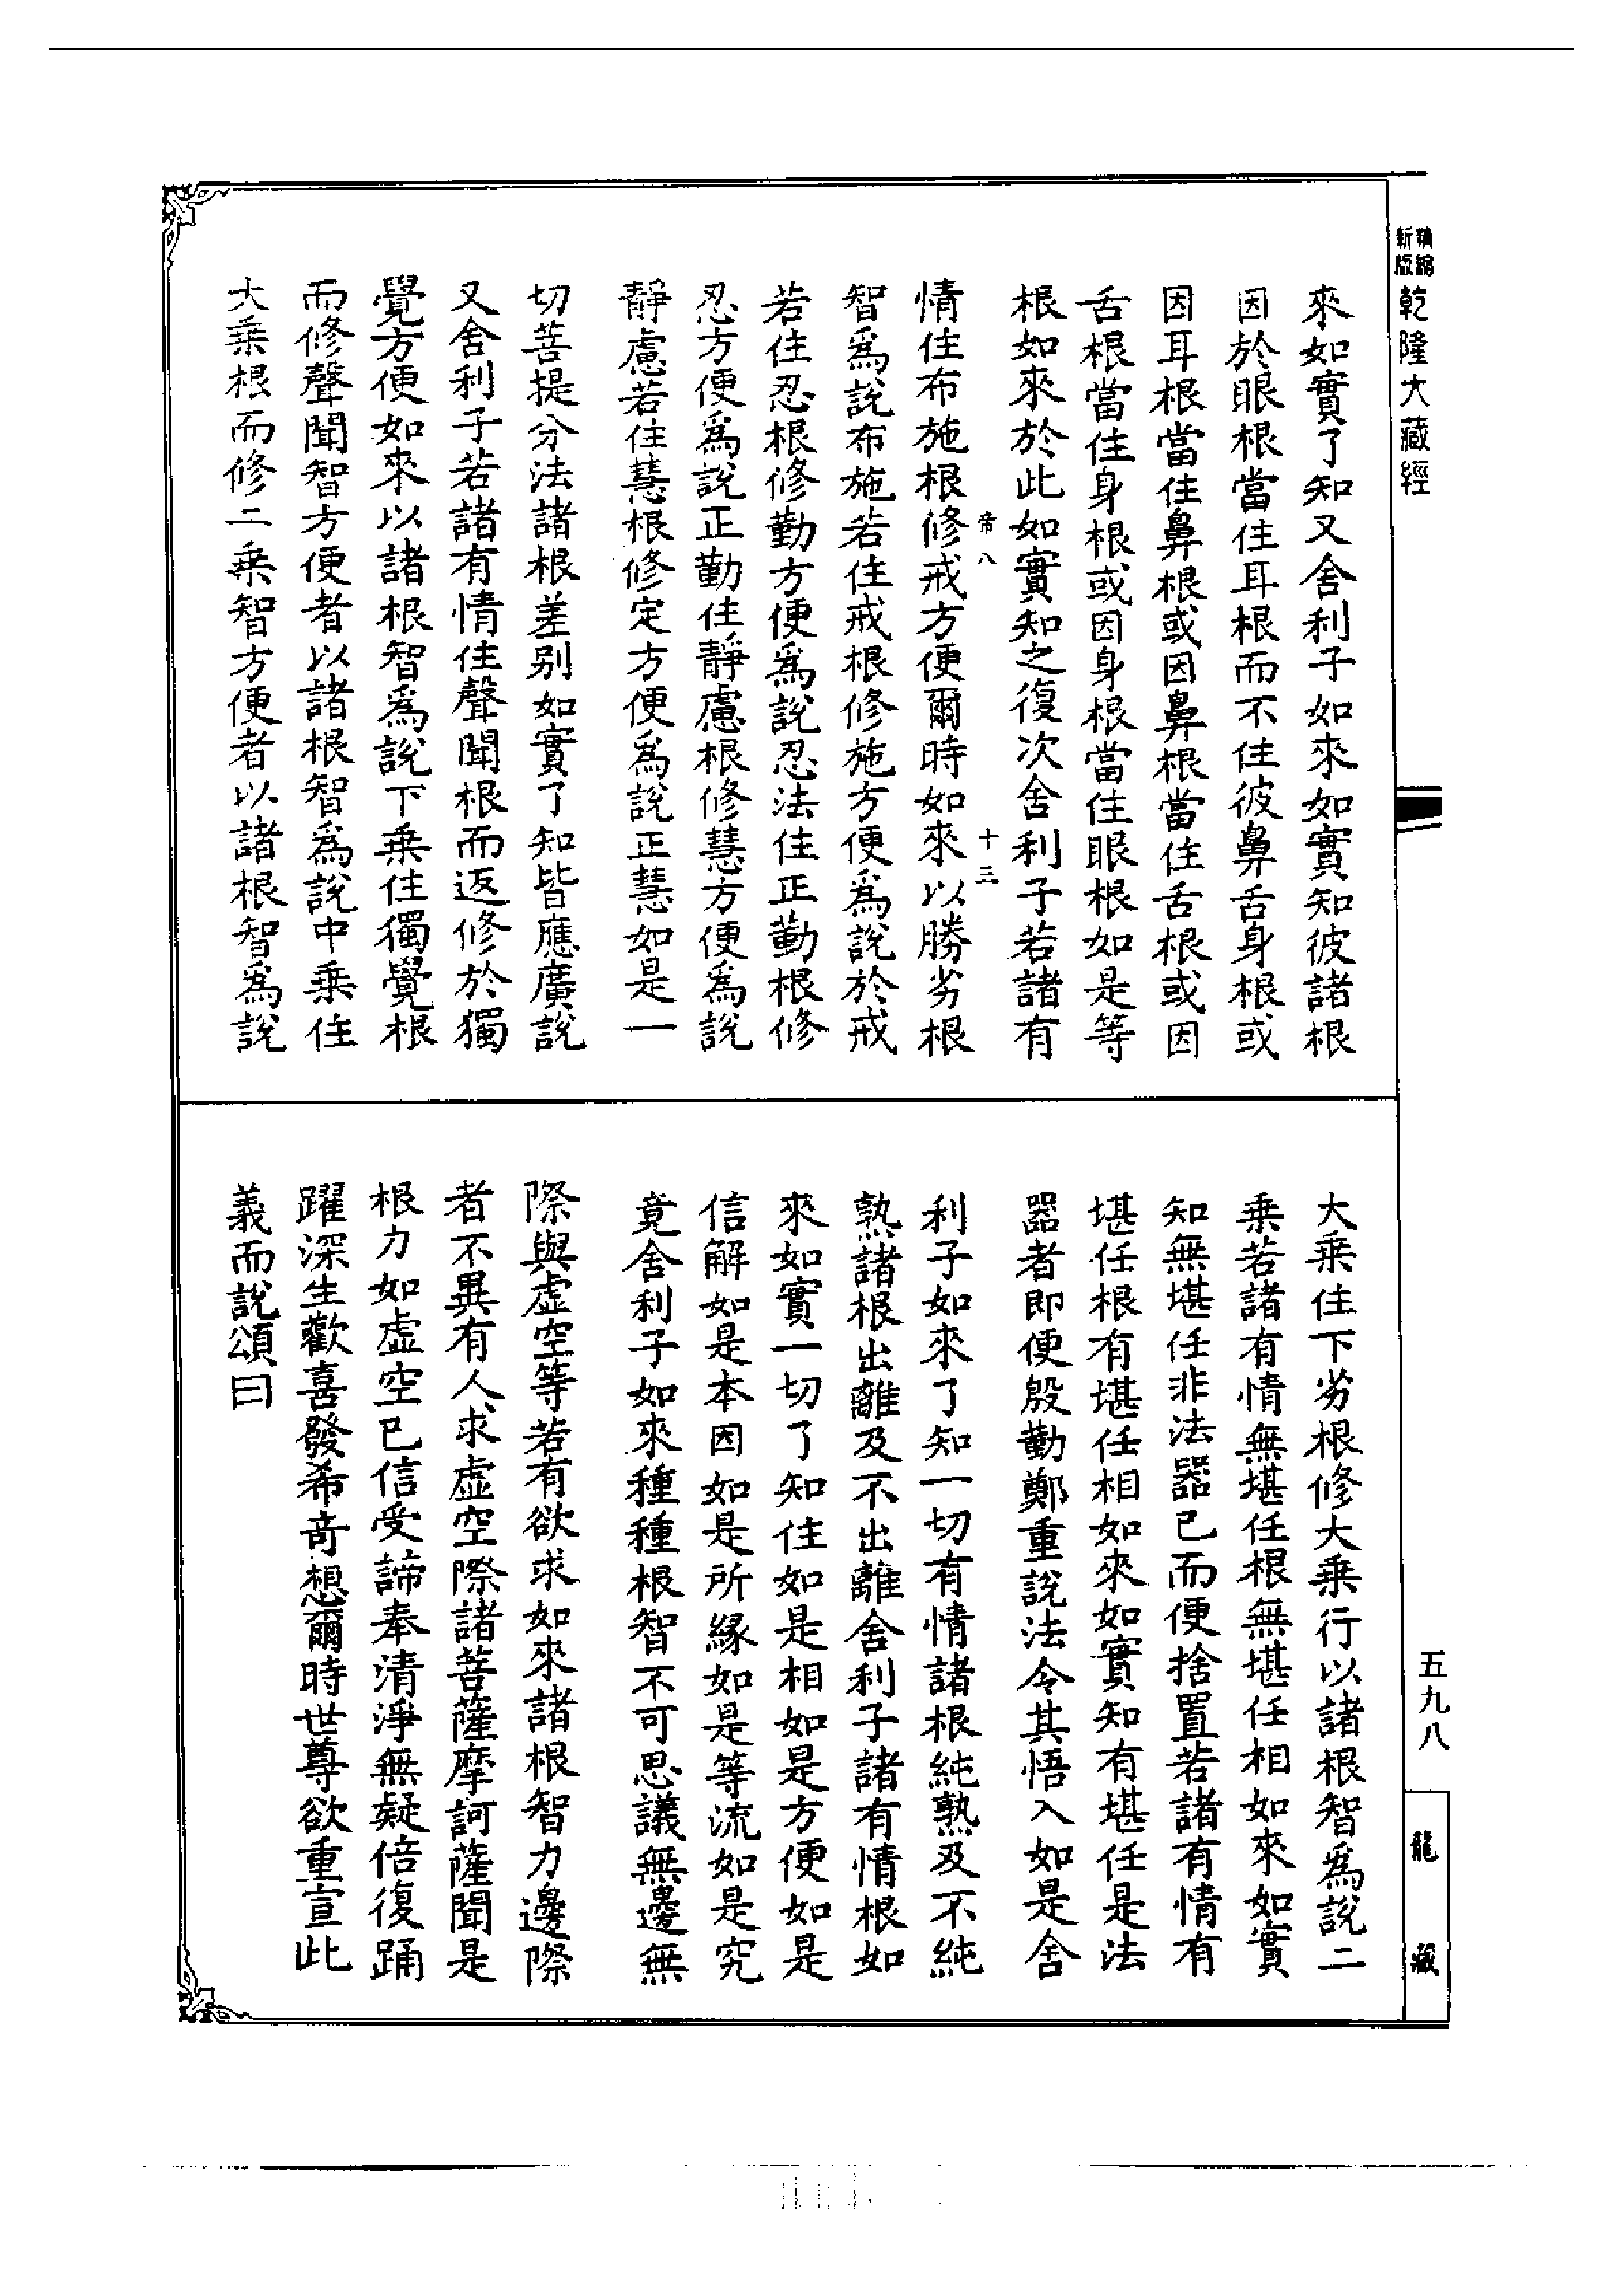 新版精縮乾隆大藏經
來如實了知又舍利子如來如實知彼諸根
因於眼根當住耳根而不住彼鼻舌身根或
因耳根當住鼻根或因鼻根當住舌根或因
舌根當住身根或因身根當住眼根如是等
根如來於此如實知之復次舍利子若諸有
帝八 十三
情住布施根修戒方便爾時如來以勝劣根
智爲說布施若住戒根修施方便爲說於戒
若住忍根修勤方便爲說忍法住正勤根修
忍方便爲說正勤住靜慮根修慧方便爲說
靜慮若住慧根修定方便爲說正慧如是一
切菩提分法諸根差別如實了知皆應廣說
又舍利子若諸有情住聲聞根而返修於獨
覺方便如來以諸根智爲說下乘住獨覺根
而修聲聞智方便者以諸根智爲說中乘住
大乘根而修二乘智方便者以諸根智爲說
大乘住下劣根修大乘行以諸根智爲說二
乘若諸有情無堪任根無堪任相如來如實
知無堪任非法器已而便捨置若諸有情有
堪任根有堪任相如來如實知有堪任是法
器者即便殷勤鄭重說法令其悟入如是舍
利子如來了知一切有情諸根純熟及不純
熟諸根出離及不出離舍利子諸有情根如
來如實一切了知住如是相如是方便如是
信解如是本因如是所緣如是等流如是究
竟舍利子如來種種根智不可思議無邊無
際與虛空等若有欲求如來諸根智力邊際
者不異有人求虛空際諸菩薩摩訶薩聞是
根力如虛空已信受諦奉清淨無疑倍復踊
躍深生歡喜發希奇想爾時世尊欲重宣此
義而說頌曰
五九八
龍藏